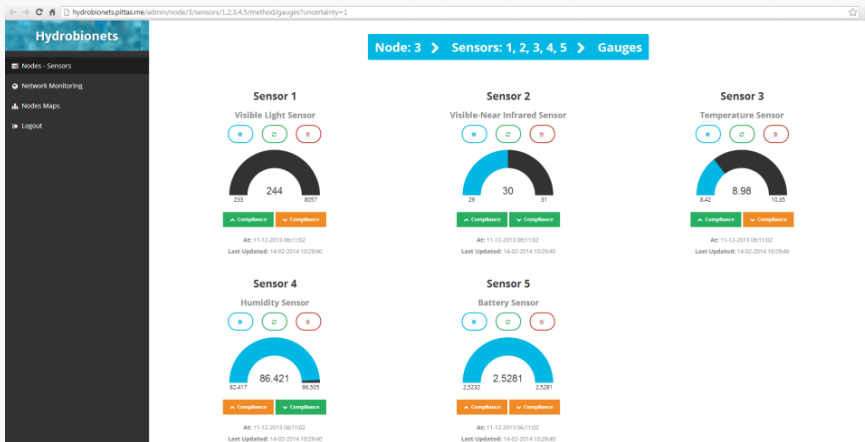 hydrobionets.pittas.me/admin/node/3/sensors/1,2,3,4,5/method/gauges?uncertainty=1
Hydrobionets
Nodes - Sensors
Network Monitoring
Nodes Maps
Logout
Node: 3 > Sensors: 1, 2, 3, 4, 5 > Gauges
Sensor 1
Visible Light Sensor
244
233 8057
Compliance Compliance
At: 11-12-2013 06:11:02
Last Updated: 14-02-2014 10:29:40
Sensor 2
Visible-Near Infrared Sensor
30
29 31
Compliance Compliance
At: 11-12-2013 06:11:02
Last Updated: 14-02-2014 10:29:40
Sensor 3
Temperature Sensor
8.98
8.42 10.35
Compliance Compliance
At: 11-12-2013 06:11:02
Last Updated: 14-02-2014 10:29:40
Sensor 4
Humidity Sensor
86.421
82.417 86.505
Compliance Compliance
At: 11-12-2013 06:11:02
Last Updated: 14-02-2014 10:29:40
Sensor 5
Battery Sensor
2.5281
2.5232 2.5281
Compliance Compliance
At: 11-12-2013 06:11:02
Last Updated: 14-02-2014 10:29:40